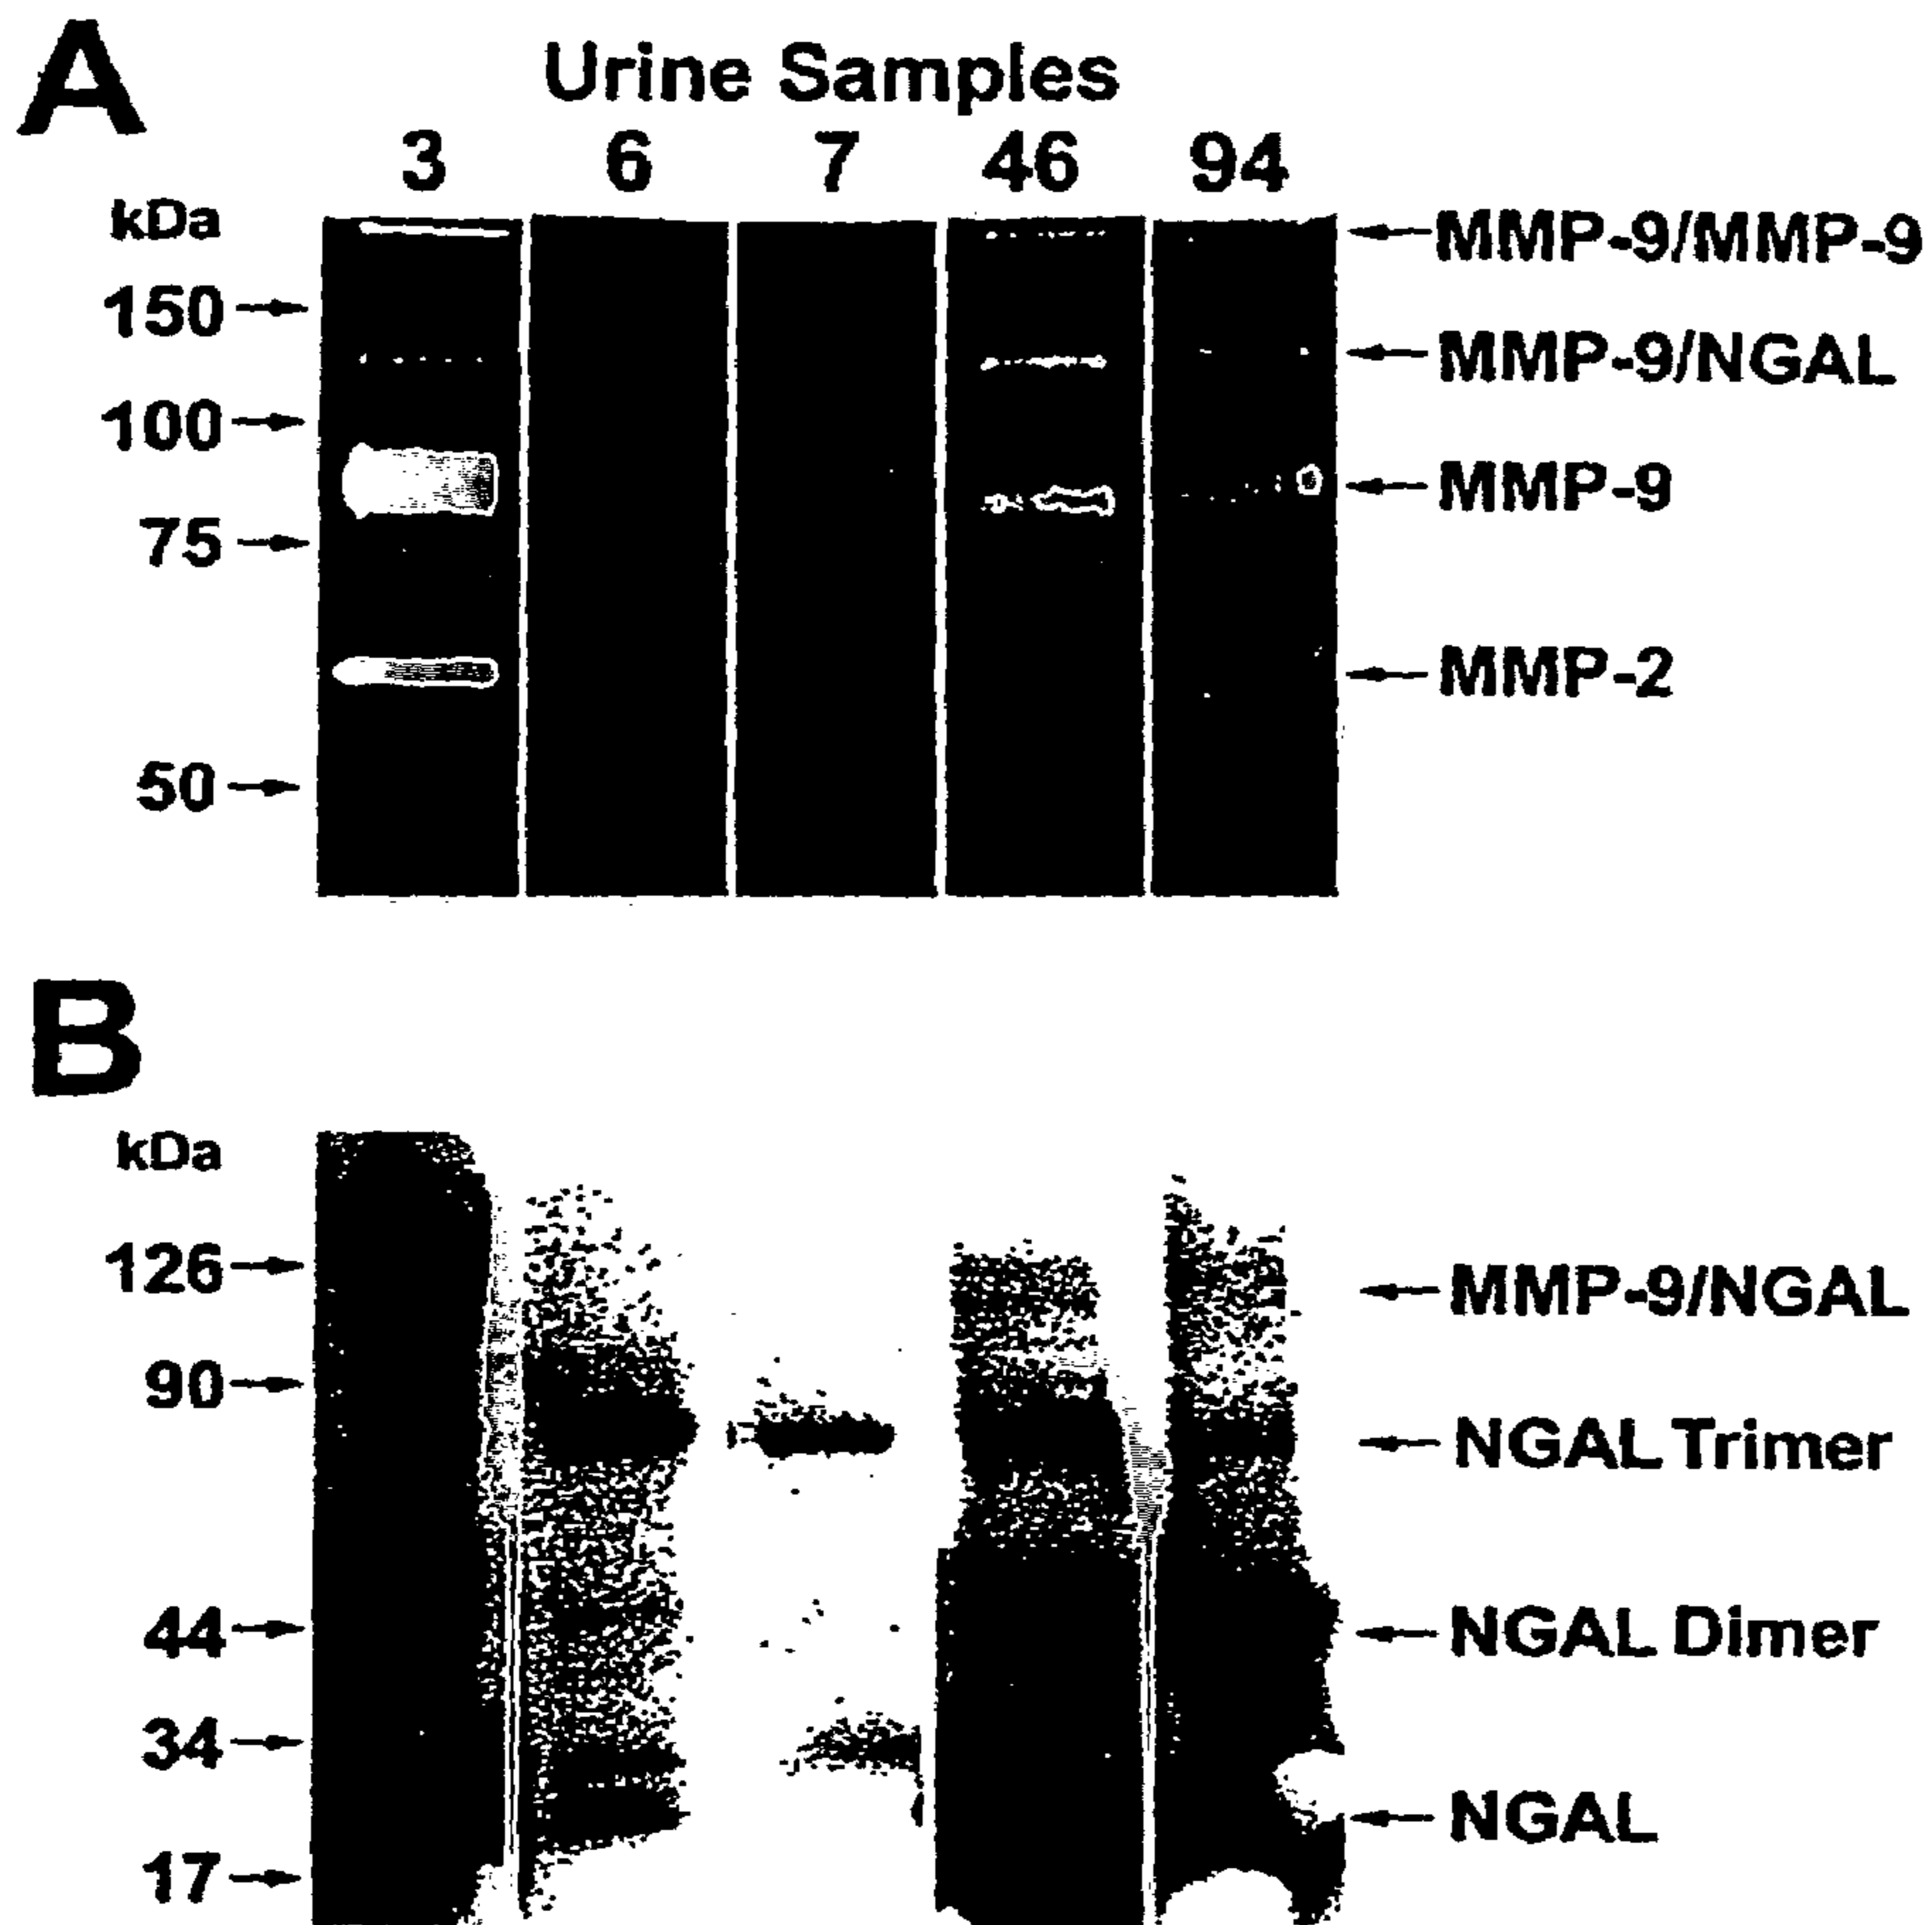 A
Urine Samples
3 6 7 46 94
kDa
MMP-9/MMP-9
150
MMP-9/NGAL
100
MMP-9
75
MMP-2
50
B
kDa
126
MMP-9/NGAL
90
NGAL Trimer
44
NGAL Dimer
34
NGAL
17